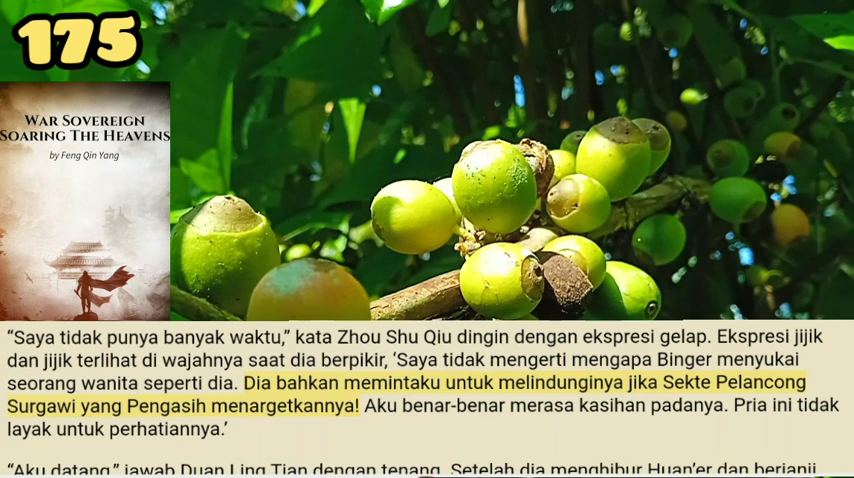 175
WAR SOVEREIGN
SOARING THE HEAVENS
by Feng Qin Yang
“Saya tidak punya banyak waktu,” kata Zhou Shu Qiu dingin dengan ekspresi gelap. Ekspresi jijik
dan jijik terlihat di wajahnya saat dia berpikir, ‘Saya tidak mengerti mengapa Binger menyukai
seorang wanita seperti dia. Dia bahkan memintaku untuk melindunginya jika Sekte Pelancong
Surgawi yang Pengasih menargetkannya! Aku benar-benar merasa kasihan padanya. Pria ini tidak
layak untuk perhatiannya.’
“Aku datang,” jawab Duan Ling Tian dengan tenang. Setelah dia menghibur Huan’er dan berjanji